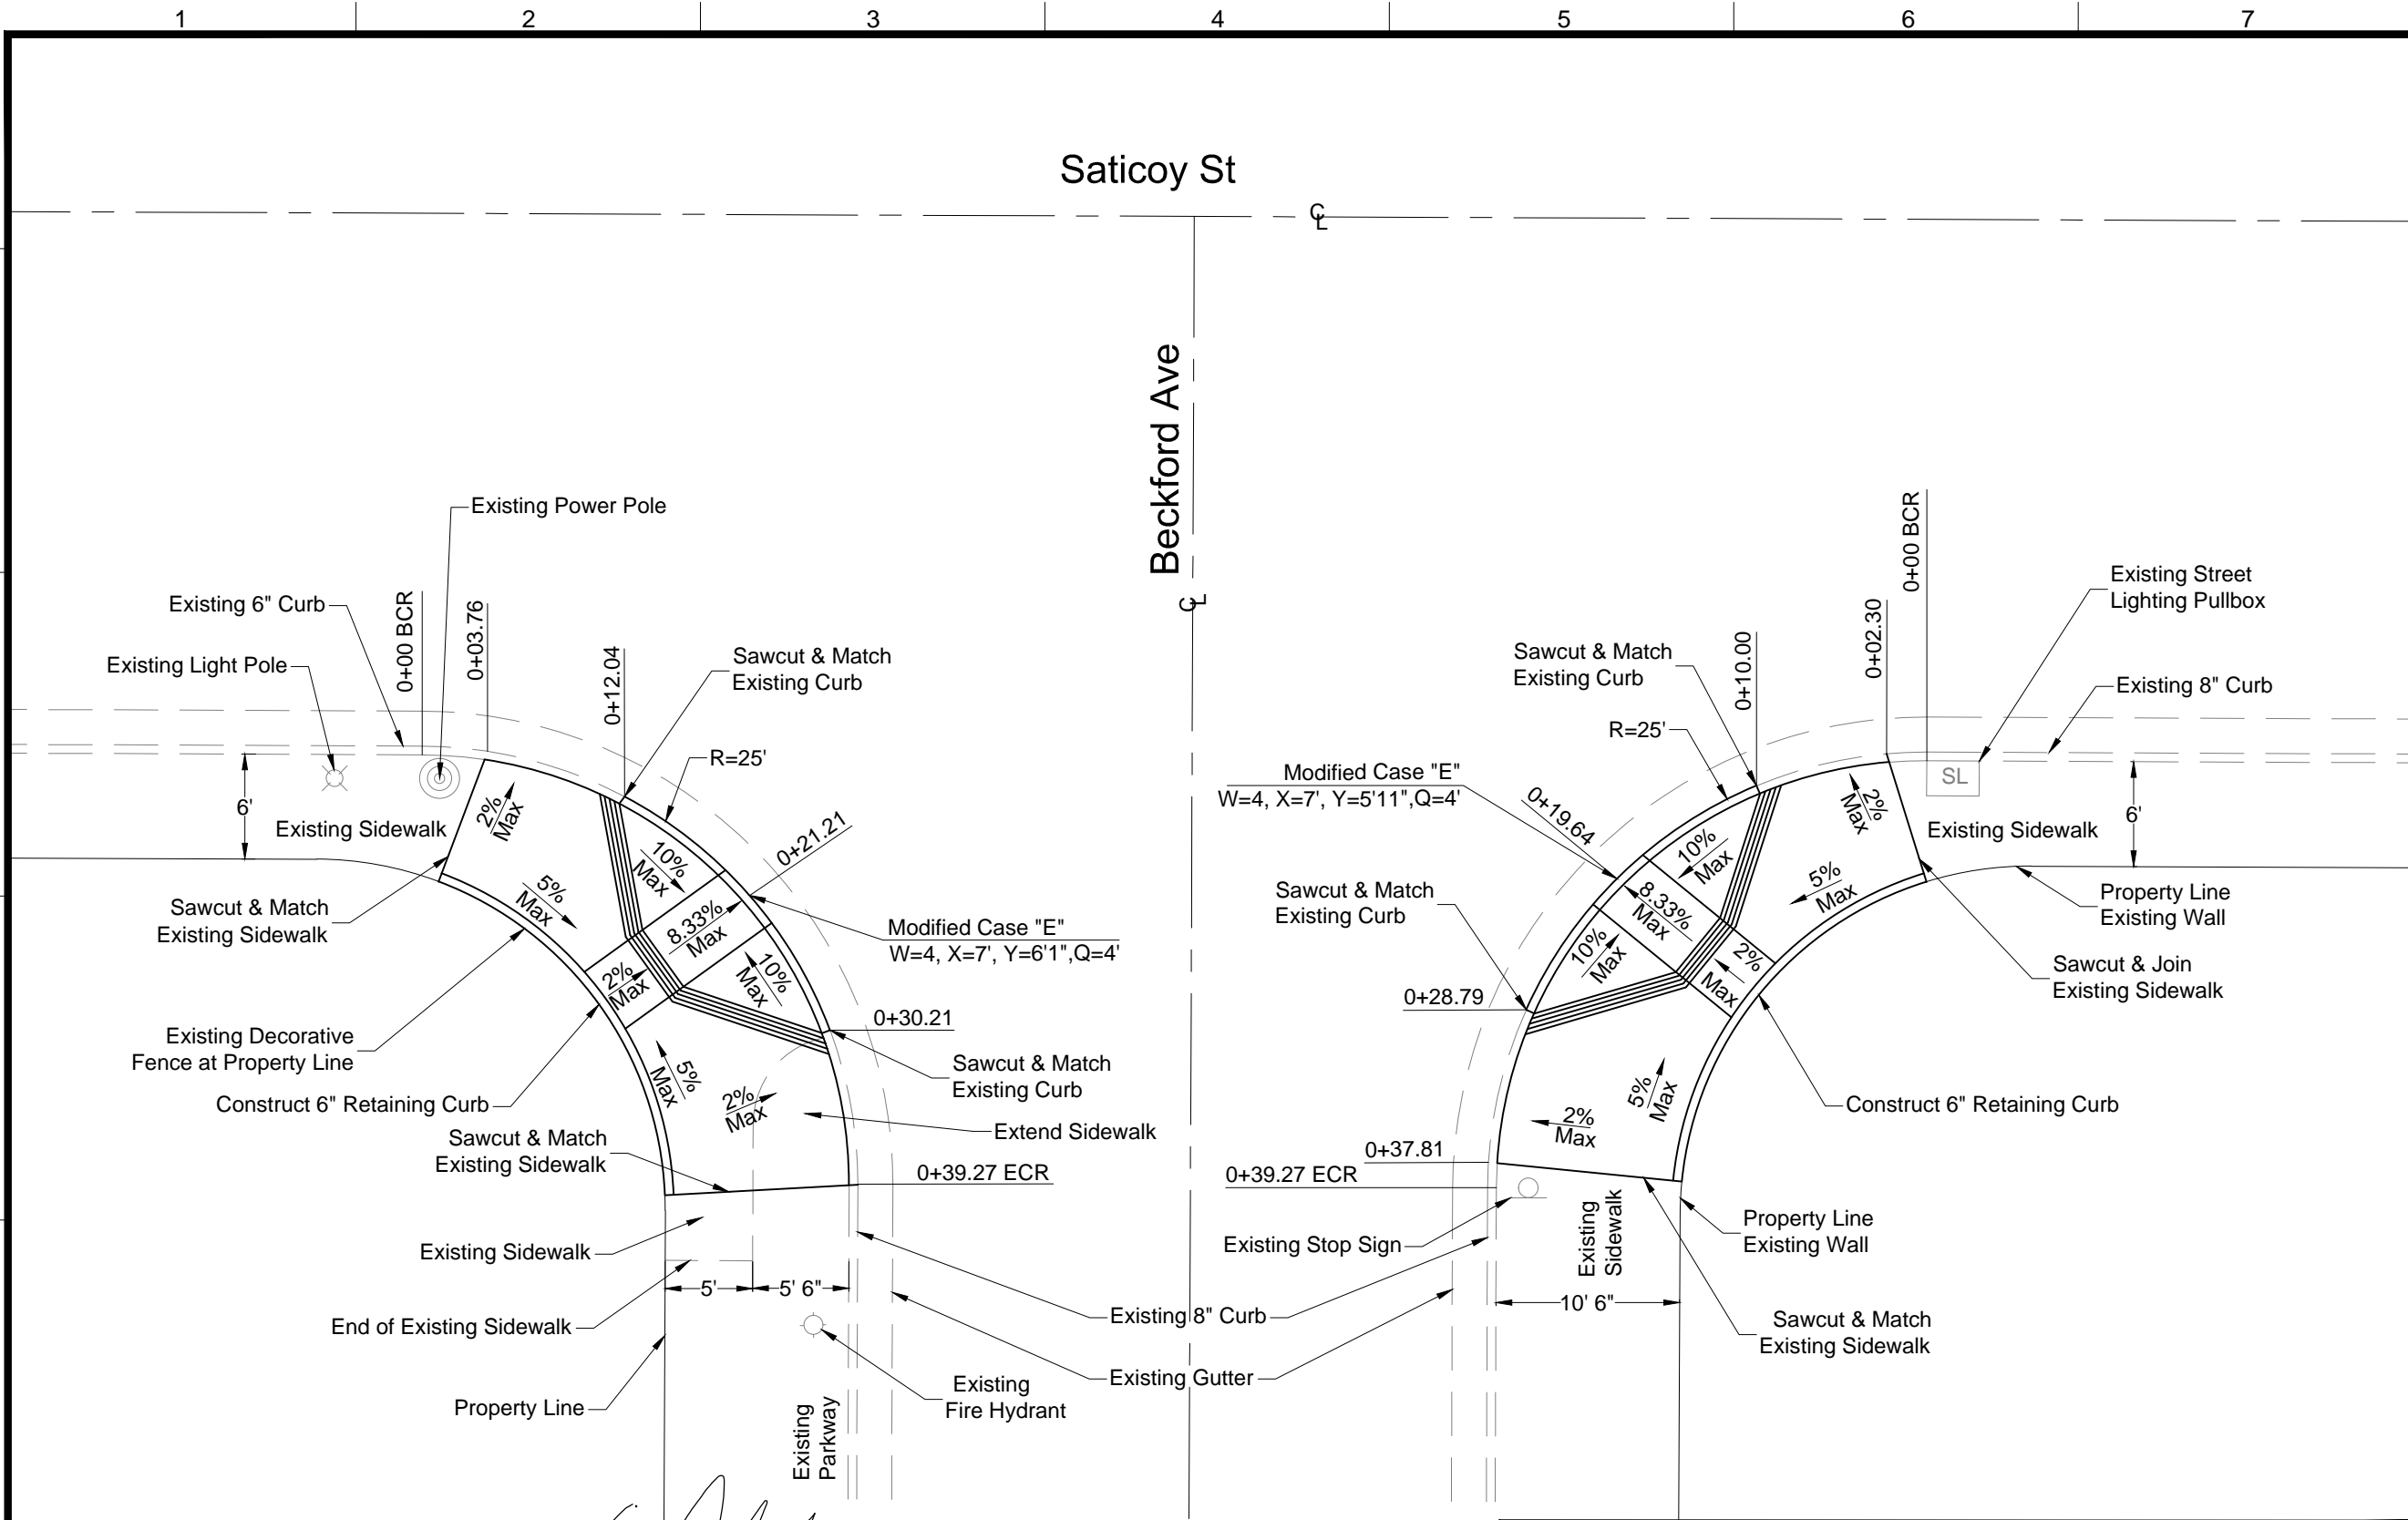 1
2
3
4
5
6
7
Saticoy St
CL
Beckford Ave
CL
Existing Power Pole
Existing 6" Curb
Existing Light Pole
0+00 BCR
0+03.76
0+12.04
Sawcut & Match
Existing Curb
R=25'
0+21.21
6'
Existing Sidewalk
2%
Max
5%
Max
10%
Max
8.33%
Max
2%
Max
10%
Max
Modified Case "E"
W=4, X=7', Y=6'1",Q=4'
Sawcut & Match
Existing Sidewalk
Existing Decorative
Fence at Property Line
Construct 6" Retaining Curb
0+30.21
Sawcut & Match
Existing Curb
5%
Max
2%
Max
Extend Sidewalk
Sawcut & Match
Existing Sidewalk
0+39.27 ECR
Existing Sidewalk
5'
5' 6"
End of Existing Sidewalk
Property Line
Existing
Parkway
Existing
Fire Hydrant
Existing 8" Curb
Existing Gutter
0+00 BCR
0+02.30
0+10.00
Existing Street
Lighting Pullbox
Sawcut & Match
Existing Curb
Existing 8" Curb
R=25'
Modified Case "E"
W=4, X=7', Y=5'11",Q=4'
0+19.64
SL
6'
Existing Sidewalk
2%
Max
10%
Max
5%
Max
8.33%
Max
10%
Max
2%
Max
Property Line
Existing Wall
Sawcut & Match
Existing Curb
Sawcut & Join
Existing Sidewalk
0+28.79
5%
Max
2%
Max
Construct 6" Retaining Curb
0+37.81
0+39.27 ECR
Existing Stop Sign
Existing
Sidewalk
Property Line
Existing Wall
10' 6"
Sawcut & Match
Existing Sidewalk